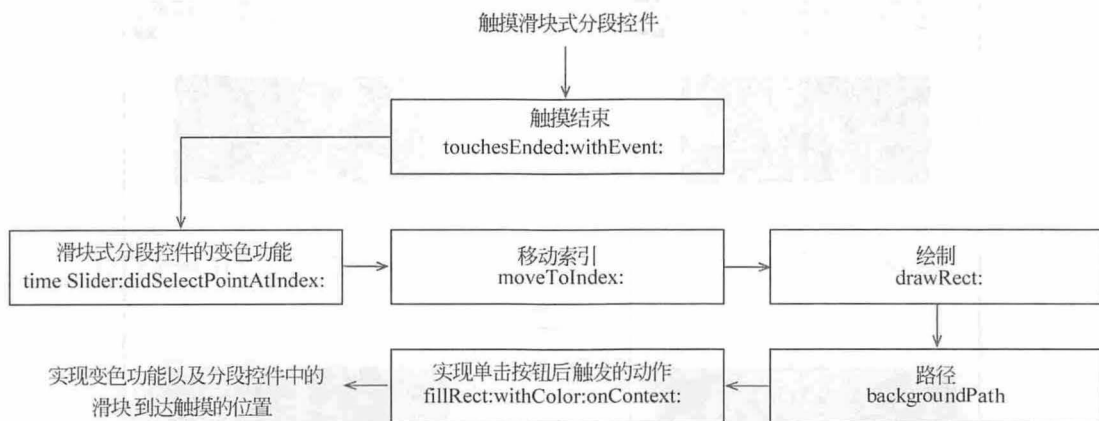 触摸滑块式分段控件
触摸结束
touchesEnded:withEvent:
滑块式分段控件的变色功能
time Slider:didSelectPointAtIndex:
移动索引
moveToIndex:
绘制
drawRect:
路径
backgroundPath
实现单击按钮后触发的动作
fillRect:withColor:onContext:
实现变色功能以及分段控件中的
滑块到达触摸的位置